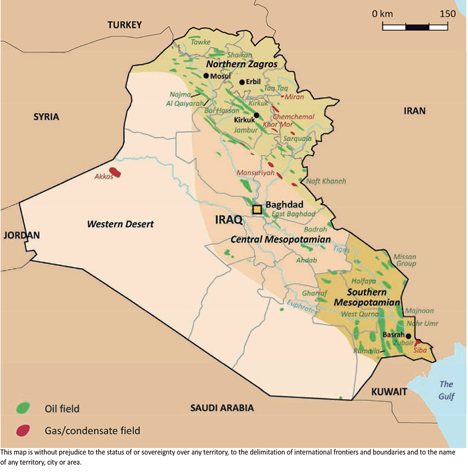 TURKEY
0 km 150
Tawke
Northern Zagros
Mosul
Erbil
Taq Taq
Najma
Miran
Al Qaiyarah
Kirkuk
Bai Hassan
Chemchemal
Kirkuk
Khor Mor
IRAN
SYRIA
Jambur
Sarquala
Akkas
Mansuriyah
Naft Khaneh
Baghdad
East Baghdad
IRAQ
Western Desert
Badrah
JORDAN
Central Mesopotamian
Tigris
Missan
Group
Ahdab
Halfaya
Gharraf
Southern
Mesopotamian
Euphrates
West Qurna
Majnoon
Nahr Umr
Basrah
Zubair
Rumaila
Siba
KUWAIT
The
Gulf
SAUDI ARABIA
Oil field
Gas/condensate field
This map is without prejudice to the status of or sovereignty over any territory, to the delimitation of international frontiers and boundaries and to the name
of any territory, city or area.